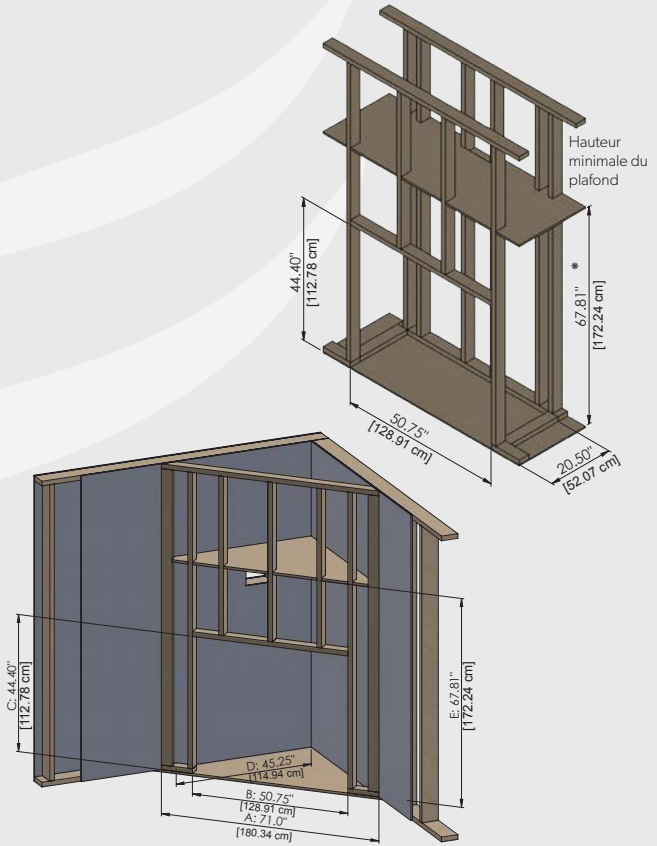 Hauteur
minimale du
plafond
44.40"
[112.78 cm]
67.81" *
[172.24 cm]
50.75"
[128.91 cm]
20.50"
[52.07 cm]
C: 44.40"
[112.78 cm]
E: 67.81"
[172.24 cm]
D: 45.25"
[114.94 cm]
B: 50.75"
[128.91 cm]
A: 71.0"
[180.34 cm]